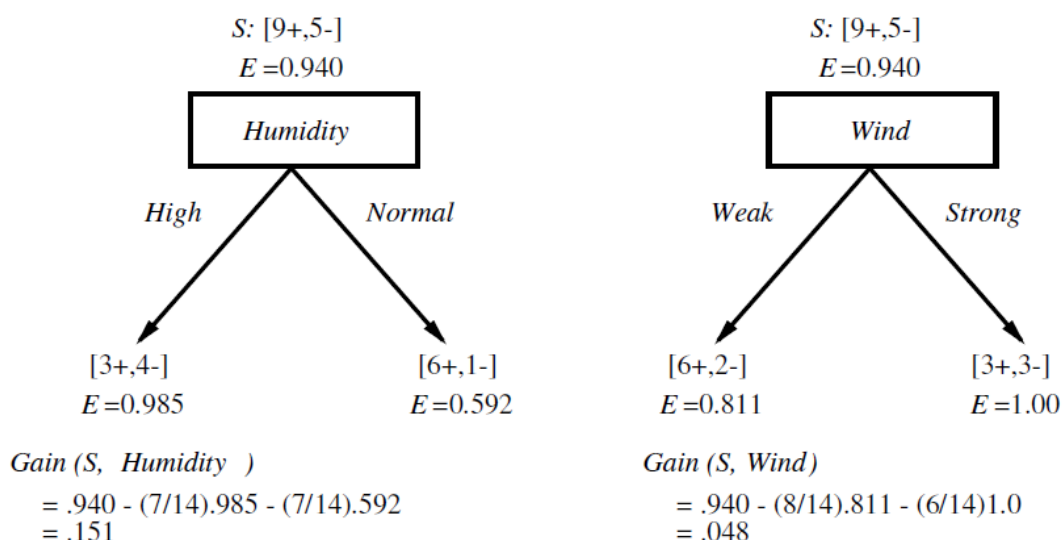 S: [9+,5-]
E =0.940
Humidity
High
Normal
[3+,4-]
E =0.985
[6+,1-]
E =0.592
Gain (S, Humidity )
= .940 - (7/14).985 - (7/14).592
= .151
S: [9+,5-]
E =0.940
Wind
Weak
Strong
[6+,2-]
E =0.811
[3+,3-]
E =1.00
Gain (S, Wind)
= .940 - (8/14).811 - (6/14)1.0
= .048